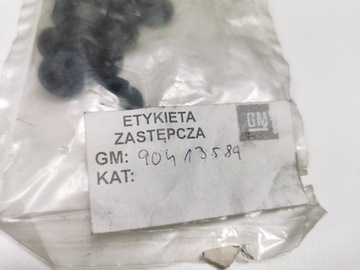 ETYKIETA
ZASTĘPCZA
GM
GM: 90413589
KAT: